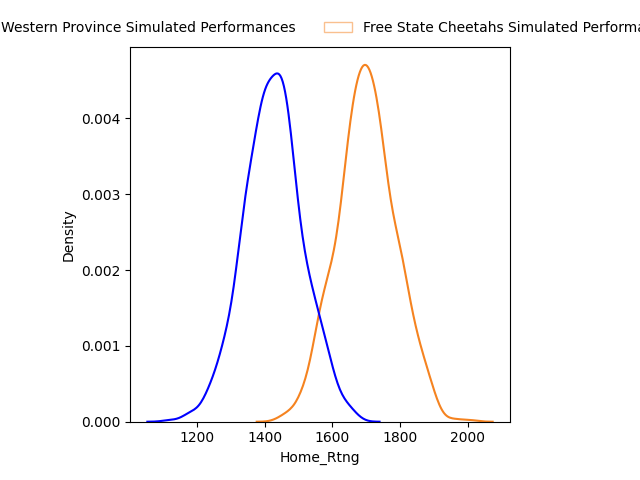 Western Province Simulated Performances Free State Cheetahs Simulated
0.004
0.003
0.002
0.001
0.000
Density
1200 1400 1600 1800 2000
Home_Rtng